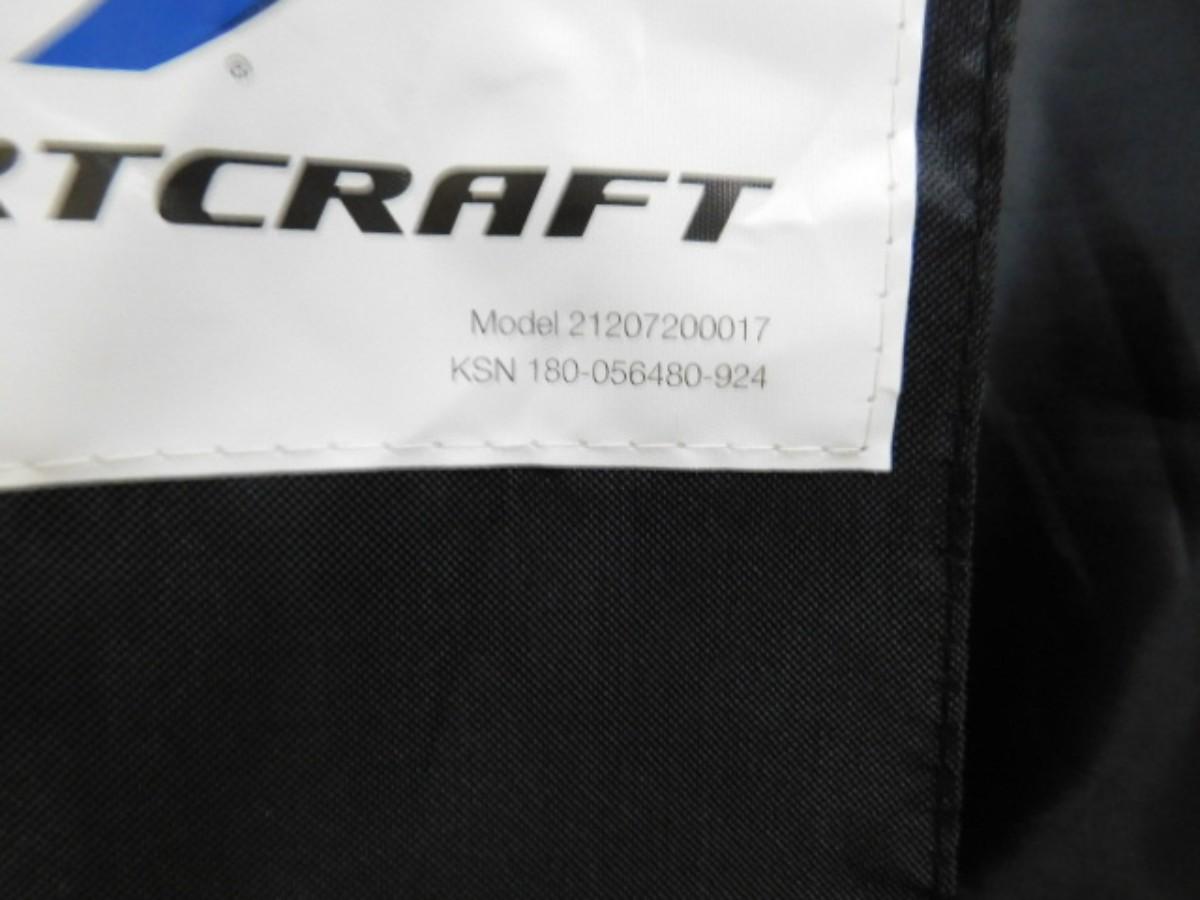 ®
RTCRAFT
Model 21207200017
KSN 180-056480-924